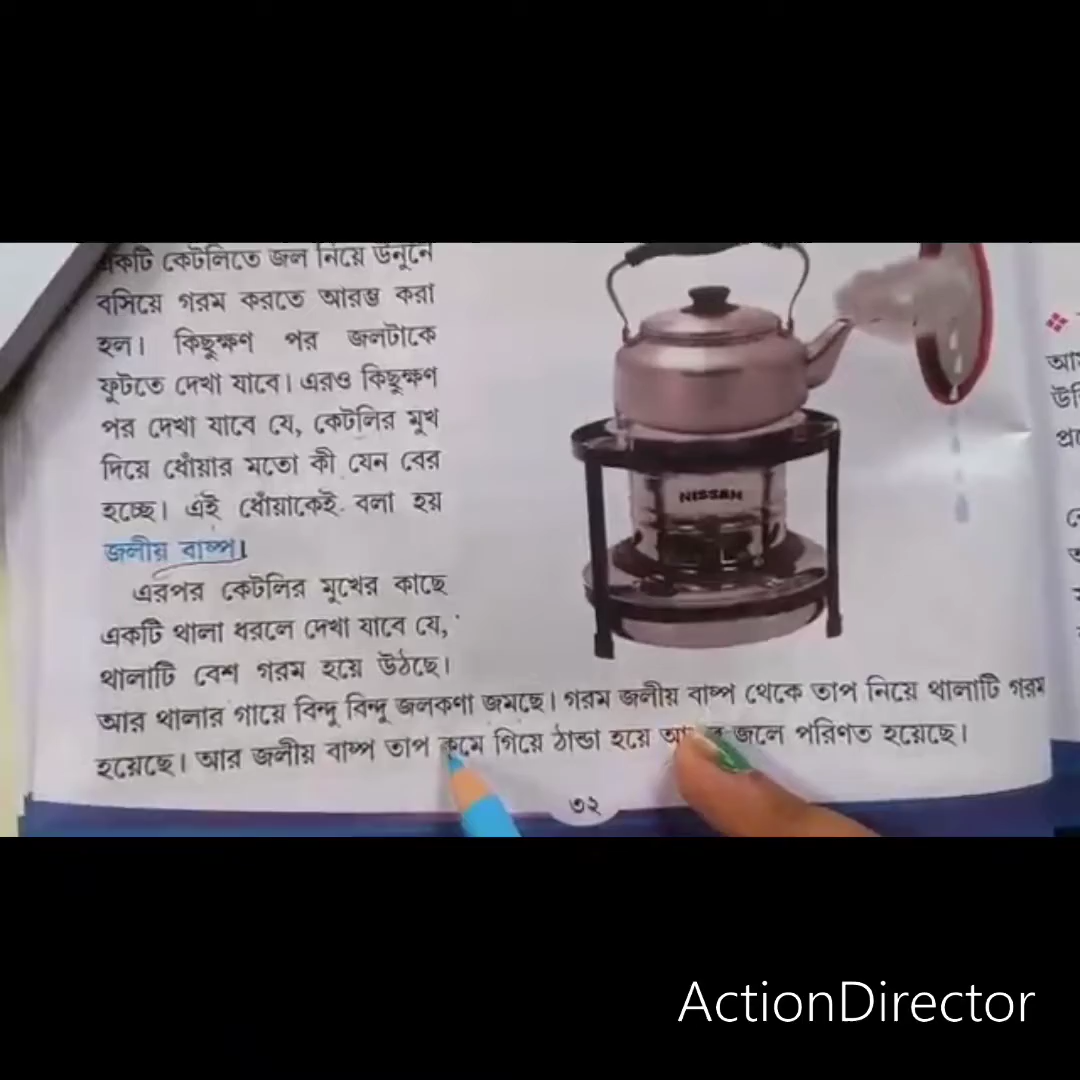 একটি কেটলিতে জল নিয়ে উনুনে
বসিয়ে গরম করতে আরম্ভ করা
হল। কিছুক্ষণ পর জলটাকে
ফুটতে দেখা যাবে। এরও কিছুক্ষণ
পর দেখা যাবে যে, কেটলির মুখ
দিয়ে ধোঁয়ার মতো কী যেন বের
হচ্ছে। এই ধোঁয়াকেই বলা হয়
জলীয় বাষ্প।
এরপর কেটলির মুখের কাছে
একটি থালা ধরলে দেখা যাবে যে,
থালাটি বেশ গরম হয়ে উঠছে।
আর থালার গায়ে বিন্দু বিন্দু জলকণা জমছে। গরম জলীয় বাষ্প থেকে তাপ নিয়ে থালাটি গরম
হয়েছে। আর জলীয় বাষ্প তাপ কমে গিয়ে ঠান্ডা হয়ে জলে পরিণত হয়েছে।
৩২
NISSAN
ActionDirector